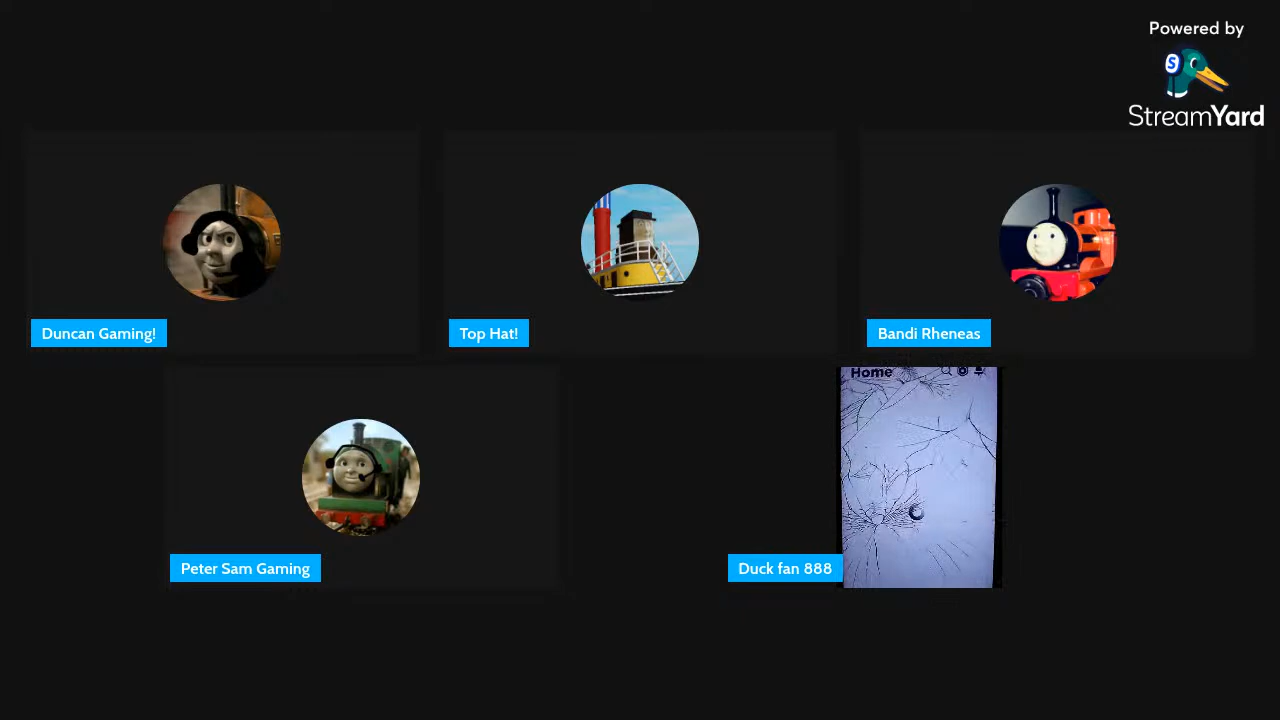 Powered by
S
StreamYard
Duncan Gaming!
Top Hat!
Bandi Rheneas
Home
Peter Sam Gaming
Duck fan 888